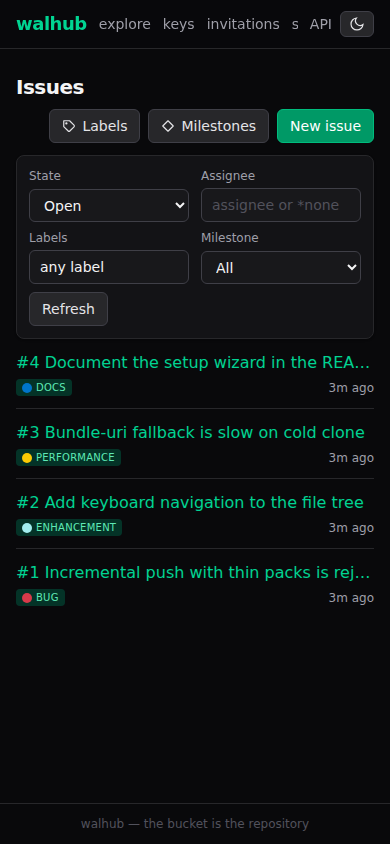 walhub explore keys invitations s API
Issues
Labels Milestones New issue
State Assignee
Open assignee or *none
Labels Milestone
any label All
Refresh
#4 Document the setup wizard in the REA…
DOCS 3m ago
#3 Bundle-uri fallback is slow on cold clone
PERFORMANCE 3m ago
#2 Add keyboard navigation to the file tree
ENHANCEMENT 3m ago
#1 Incremental push with thin packs is rej…
BUG 3m ago
walhub — the bucket is the repository